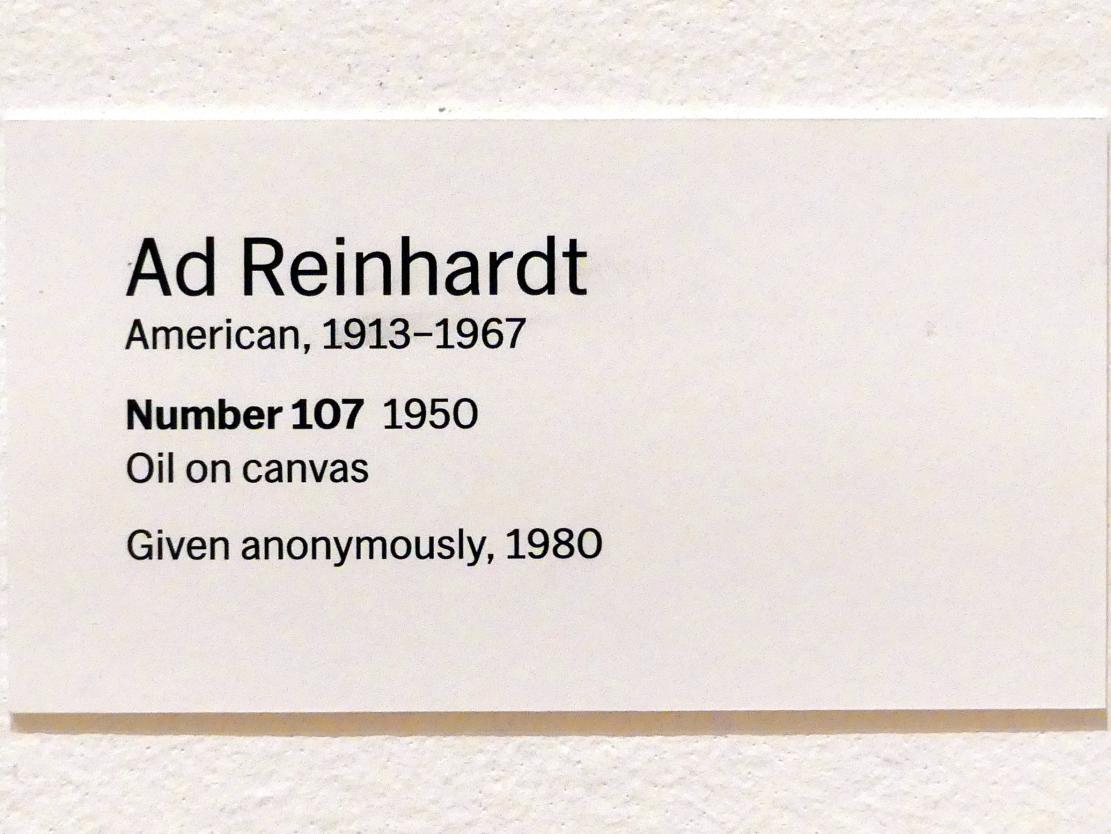 Ad Reinhardt
American, 1913–1967
Number 107 1950
Oil on canvas
Given anonymously, 1980